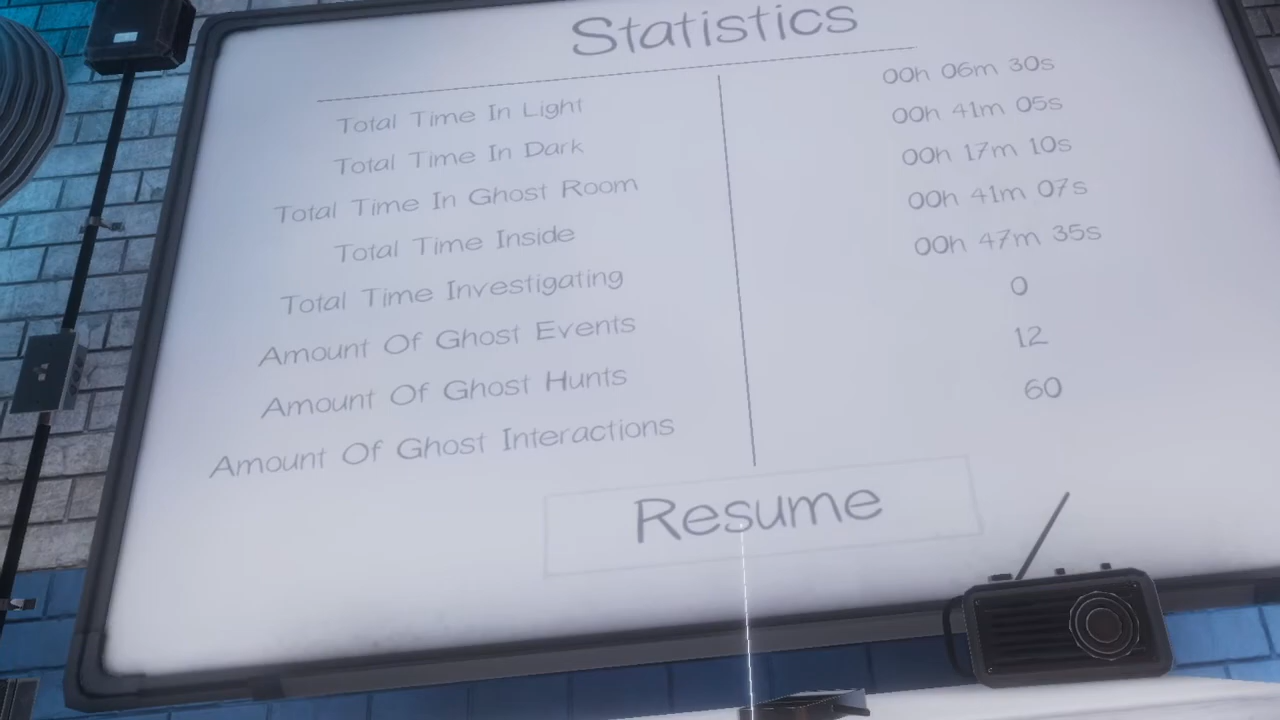 Statistics
Total Time In Light 00h 06m 30s
Total Time In Dark 00h 41m 05s
Total Time In Ghost Room 00h 17m 10s
Total Time Inside 00h 41m 07s
Total Time Investigating 00h 47m 35s
Amount Of Ghost Events 0
Amount Of Ghost Hunts 12
Amount Of Ghost Interactions 60
Resume